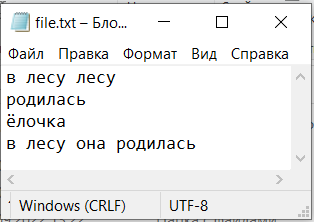 file.txt – Бло...
Файл Правка Формат Вид Справка
в лесу лесу
родилась
ёлочка
в лесу она родилась
Windows (CRLF) UTF-8